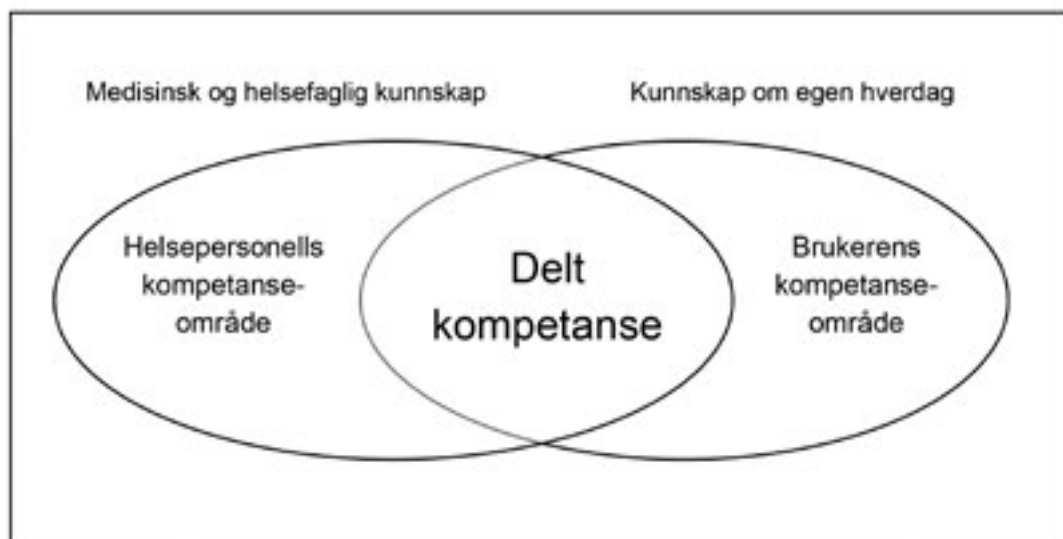 Medisinsk og helsefaglig kunnskap
Kunnskap om egen hverdag
Helsepersonells
kompetanse-
område
Delt
kompetanse
Brukerens
kompetanse-
område